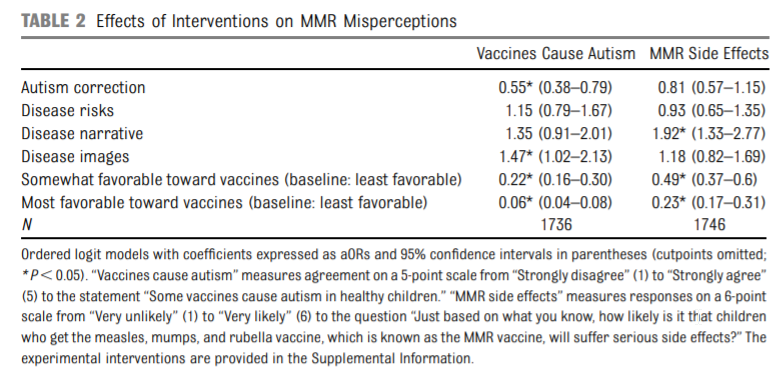 TABLE 2 Effects of Interventions on MMR Misperceptions
Vaccines Cause Autism MMR Side Effects
Autism correction 0.55* (0.38–0.79) 0.81 (0.57–1.15)
Disease risks 1.15 (0.79–1.67) 0.93 (0.65–1.35)
Disease narrative 1.35 (0.91–2.01) 1.92* (1.33–2.77)
Disease images 1.47* (1.02–2.13) 1.18 (0.82–1.69)
Somewhat favorable toward vaccines (baseline: least favorable) 0.22* (0.16–0.30) 0.49* (0.37–0.6)
Most favorable toward vaccines (baseline: least favorable) 0.06* (0.04–0.08) 0.23* (0.17–0.31)
N 1736 1746
Ordered logit models with coefficients expressed as aORs and 95% confidence intervals in parentheses (cutpoints omitted;
*P < 0.05). “Vaccines cause autism” measures agreement on a 5-point scale from “Strongly disagree” (1) to “Strongly agree”
(5) to the statement “Some vaccines cause autism in healthy children.” “MMR side effects” measures responses on a 6-point
scale from “Very unlikely” (1) to “Very likely” (6) to the question “Just based on what you know, how likely is it that children
who get the measles, mumps, and rubella vaccine, which is known as the MMR vaccine, will suffer serious side effects?” The
experimental interventions are provided in the Supplemental Information.